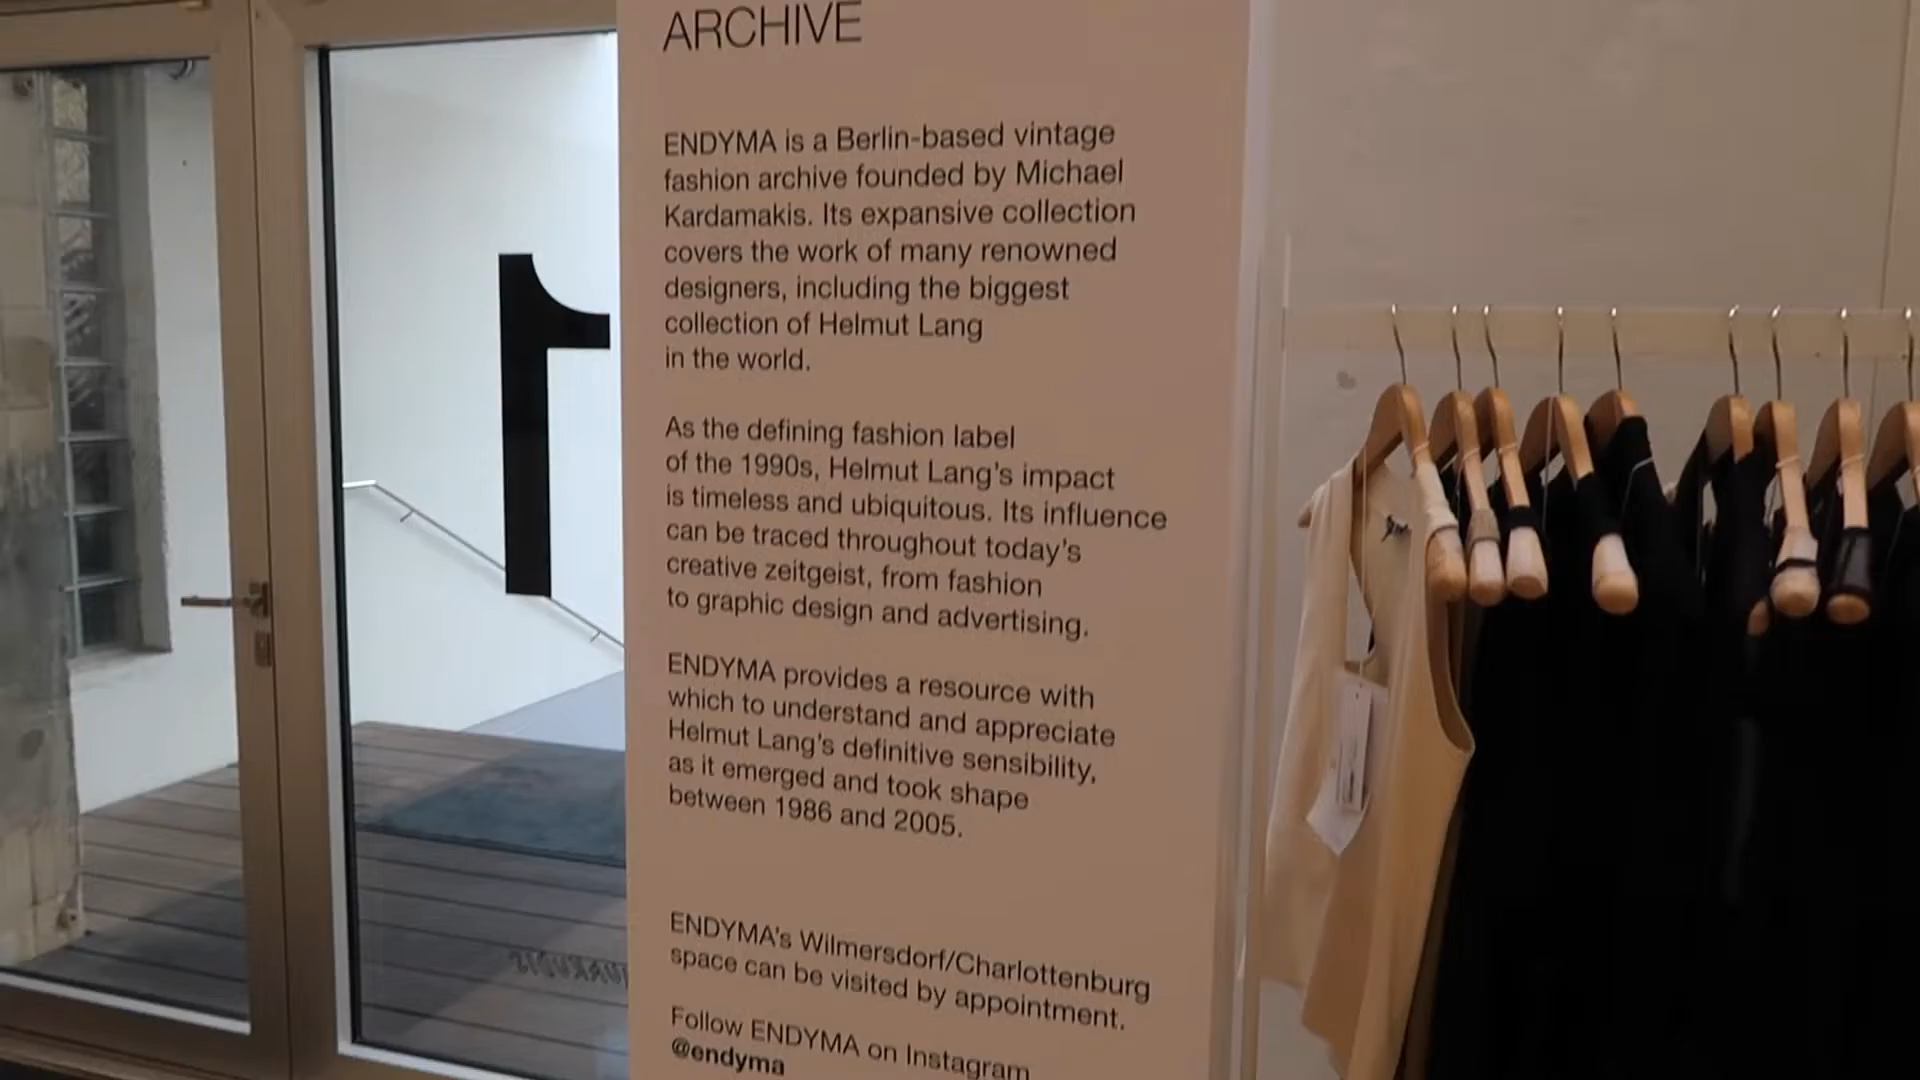 ARCHIVE
ENDYMA is a Berlin-based vintage
fashion archive founded by Michael
Kardamakis. Its expansive collection
covers the work of many renowned
designers, including the biggest
collection of Helmut Lang
in the world.
As the defining fashion label
of the 1990s, Helmut Lang's impact
is timeless and ubiquitous. Its influence
can be traced throughout today's
creative zeitgeist, from fashion
to graphic design and advertising.
ENDYMA provides a resource with
which to understand and appreciate
Helmut Lang's definitive sensibility,
as it emerged and took shape
between 1986 and 2005.
ENDYMA's Wilmersdorf/Charlottenburg
space can be visited by appointment.
Follow ENDYMA on Instagram
@endyma